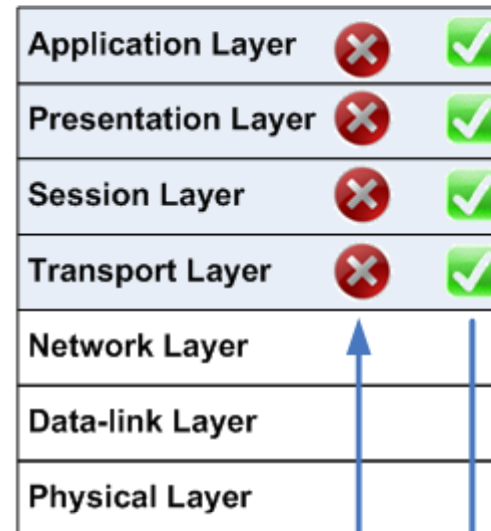 Application Layer
Presentation Layer
Session Layer
Transport Layer
Network Layer
Data-link Layer
Physical Layer